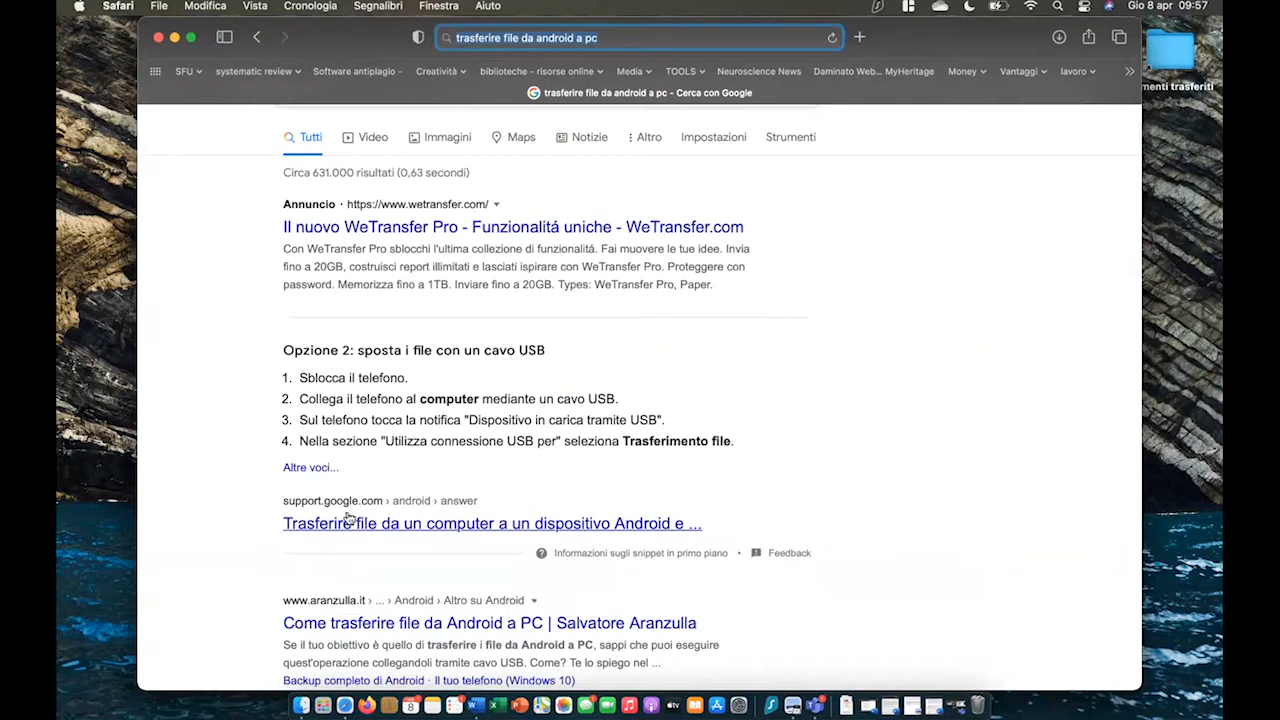 Safari File Modifica Vista Cronologia Segnalibri Finestra Aiuto Gio 8 apr 09:57
trasferire file da android a pc
SFU systematic review Software antiplagio - Creatività biblioteche - risorse online Media TOOLS Neuroscience News Daminato Web... MyHeritage Money Vantaggi lavoro
menti trasferiti
trasferire file da android a pc - Cerca con Google
Tutti Video Immagini Maps Notizie Altro Impostazioni Strumenti
Circa 631.000 risultati (0,63 secondi)
Annuncio · https://www.wetransfer.com/
Il nuovo WeTransfer Pro - Funzionalitá uniche - WeTransfer.com
Con WeTransfer Pro sblocchi l'ultima collezione di funzionalitá. Fai muovere le tue idee. Invia
fino a 20GB, costruisci report illimitati e lasciati ispirare con WeTransfer Pro. Proteggere con
password. Memorizza fino a 1TB. Inviare fino a 20GB. Types: WeTransfer Pro, Paper.
Opzione 2: sposta i file con un cavo USB
1. Sblocca il telefono.
2. Collega il telefono al computer mediante un cavo USB.
3. Sul telefono tocca la notifica "Dispositivo in carica tramite USB".
4. Nella sezione "Utilizza connessione USB per" seleziona Trasferimento file.
Altre voci...
support.google.com › android › answer
Trasferire file da un computer a un dispositivo Android e ...
Informazioni sugli snippet in primo piano • Feedback
www.aranzulla.it › ... › Android › Altro su Android
Come trasferire file da Android a PC | Salvatore Aranzulla
Se il tuo obiettivo è quello di trasferire i file da Android a PC, sappi che puoi eseguire
quest'operazione collegandoli tramite cavo USB. Come? Te lo spiego nel ...
Backup completo di Android · Il tuo telefono (Windows 10)
8